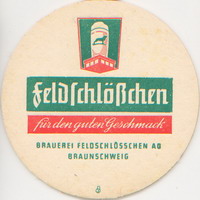 Feldschlößchen
für den guten Geschmack
BRAUEREI FELDSCHLÖSSCHEN AG
BRAUNSCHWEIG